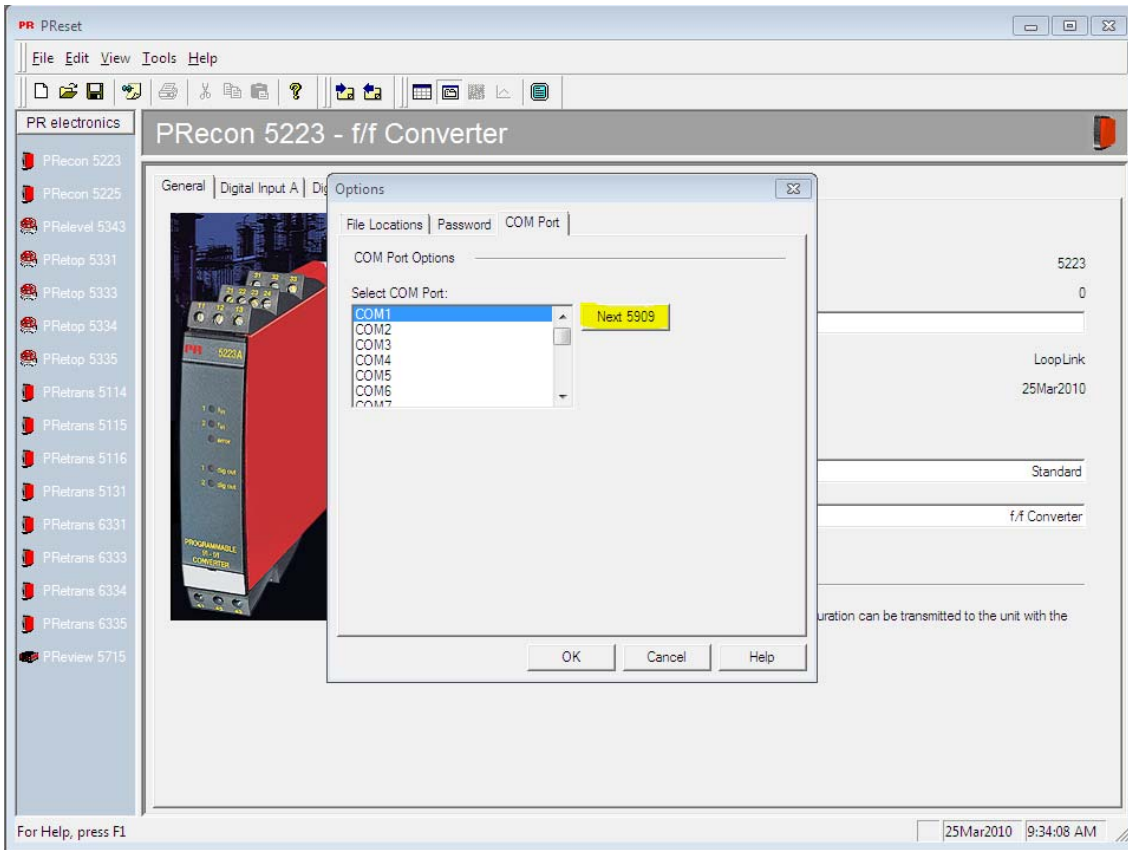 PR PReset
File Edit View Tools Help
PR electronics
PRecon 5223 - f/f Converter
PRecon 5223
PRecon 5225
PRelevel 5343
PRetop 5331
PRetop 5333
PRetop 5334
PRetop 5335
PRetrans 5114
PRetrans 5115
PRetrans 5116
PRetrans 5131
PRetrans 6331
PRetrans 6333
PRetrans 6334
PRetrans 6335
PReview 5715
General Digital Input A Dig
Options
File Locations Password COM Port
COM Port Options
Select COM Port:
COM1
COM2
COM3
COM4
COM5
COM6
COM7
Next 5909
OK Cancel Help
5223
0
LoopLink
25Mar2010
Standard
f/f Converter
uration can be transmitted to the unit with the
PR 5223A
PROGRAMMABLE
CONVERTER
For Help, press F1
25Mar2010 9:34:08 AM